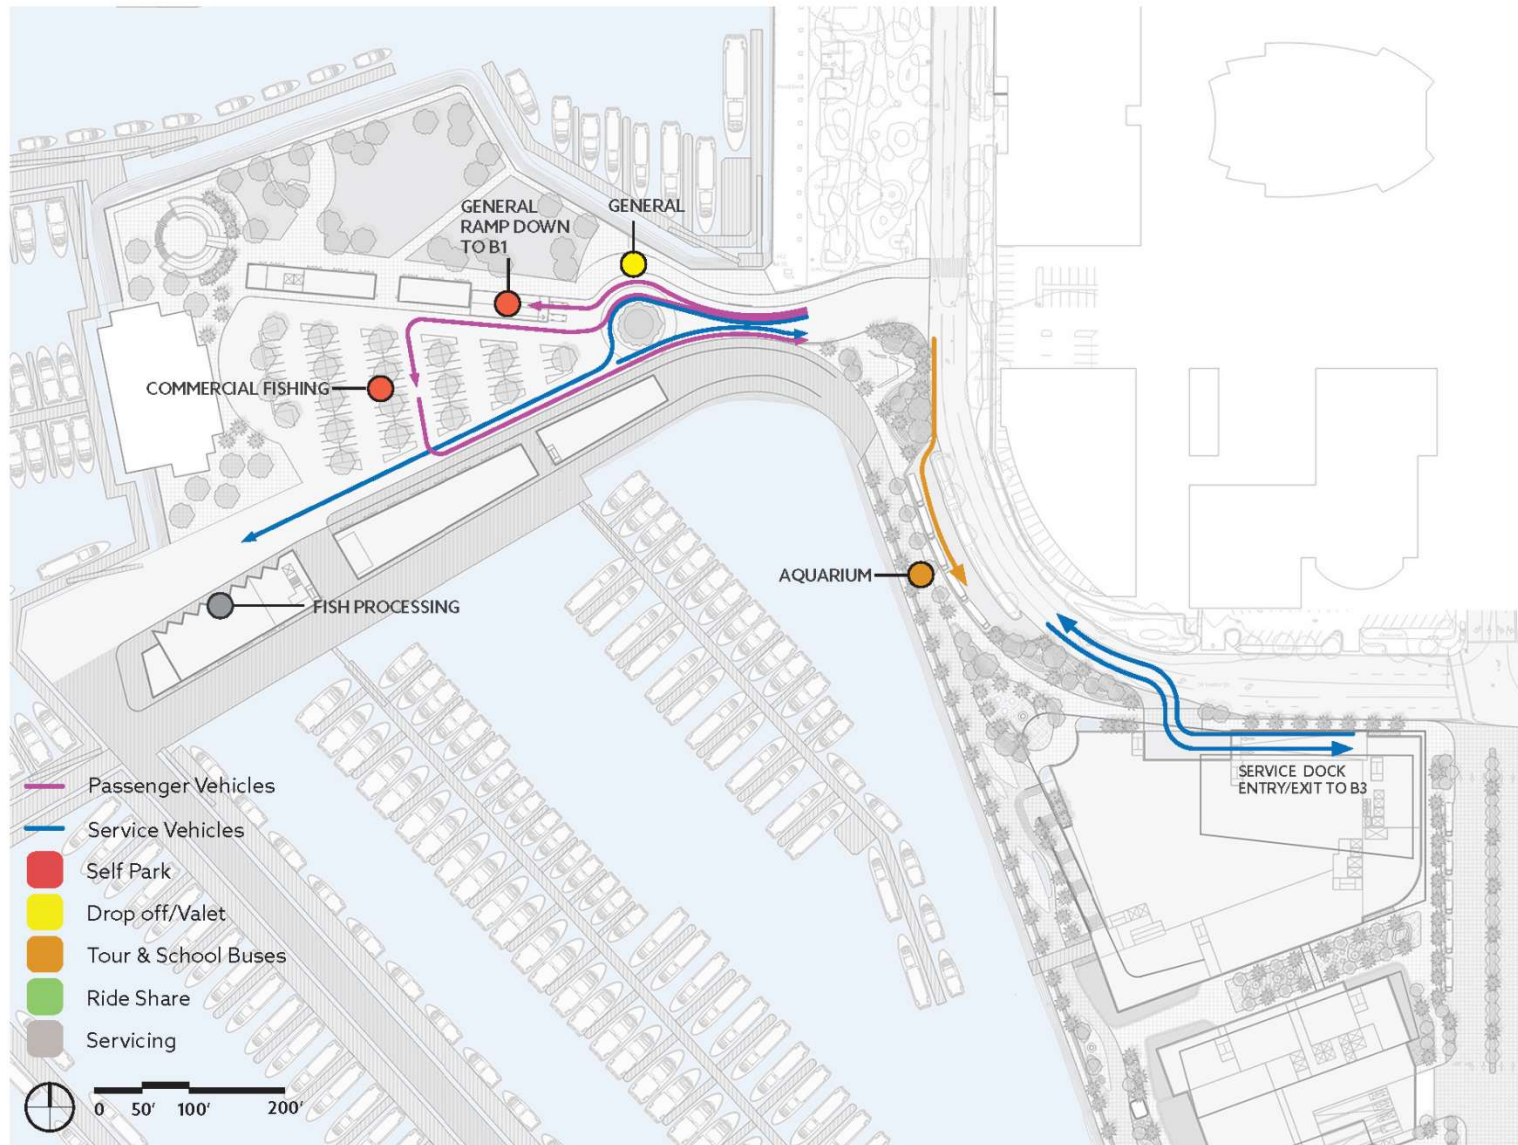 GENERAL
RAMP DOWN
TO B1
GENERAL
COMMERCIAL FISHING
AQUARIUM
FISH PROCESSING
SERVICE DOCK
ENTRY/EXIT TO B3
Passenger Vehicles
Service Vehicles
Self Park
Drop off/Valet
Tour & School Buses
Ride Share
Servicing
0 50' 100' 200'